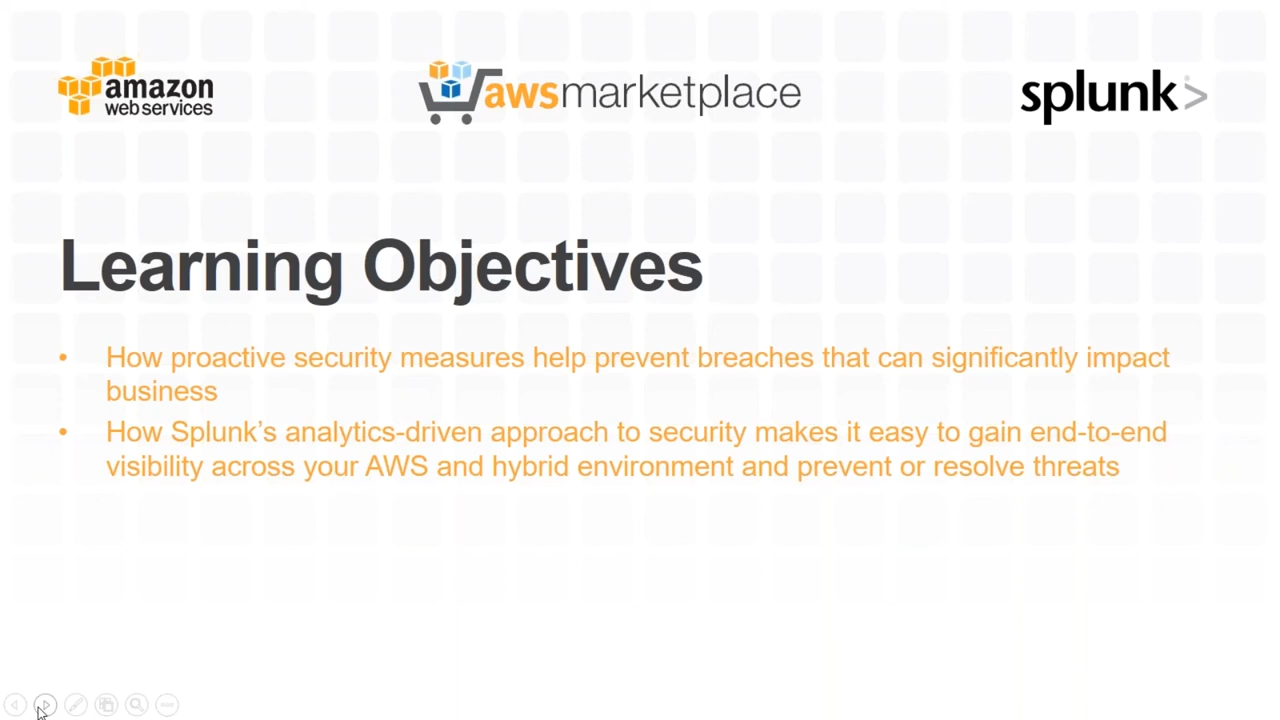 amazon
webservices
awsmarketplace
splunk>
Learning Objectives
• How proactive security measures help prevent breaches that can significantly impact
business
• How Splunk’s analytics-driven approach to security makes it easy to gain end-to-end
visibility across your AWS and hybrid environment and prevent or resolve threats